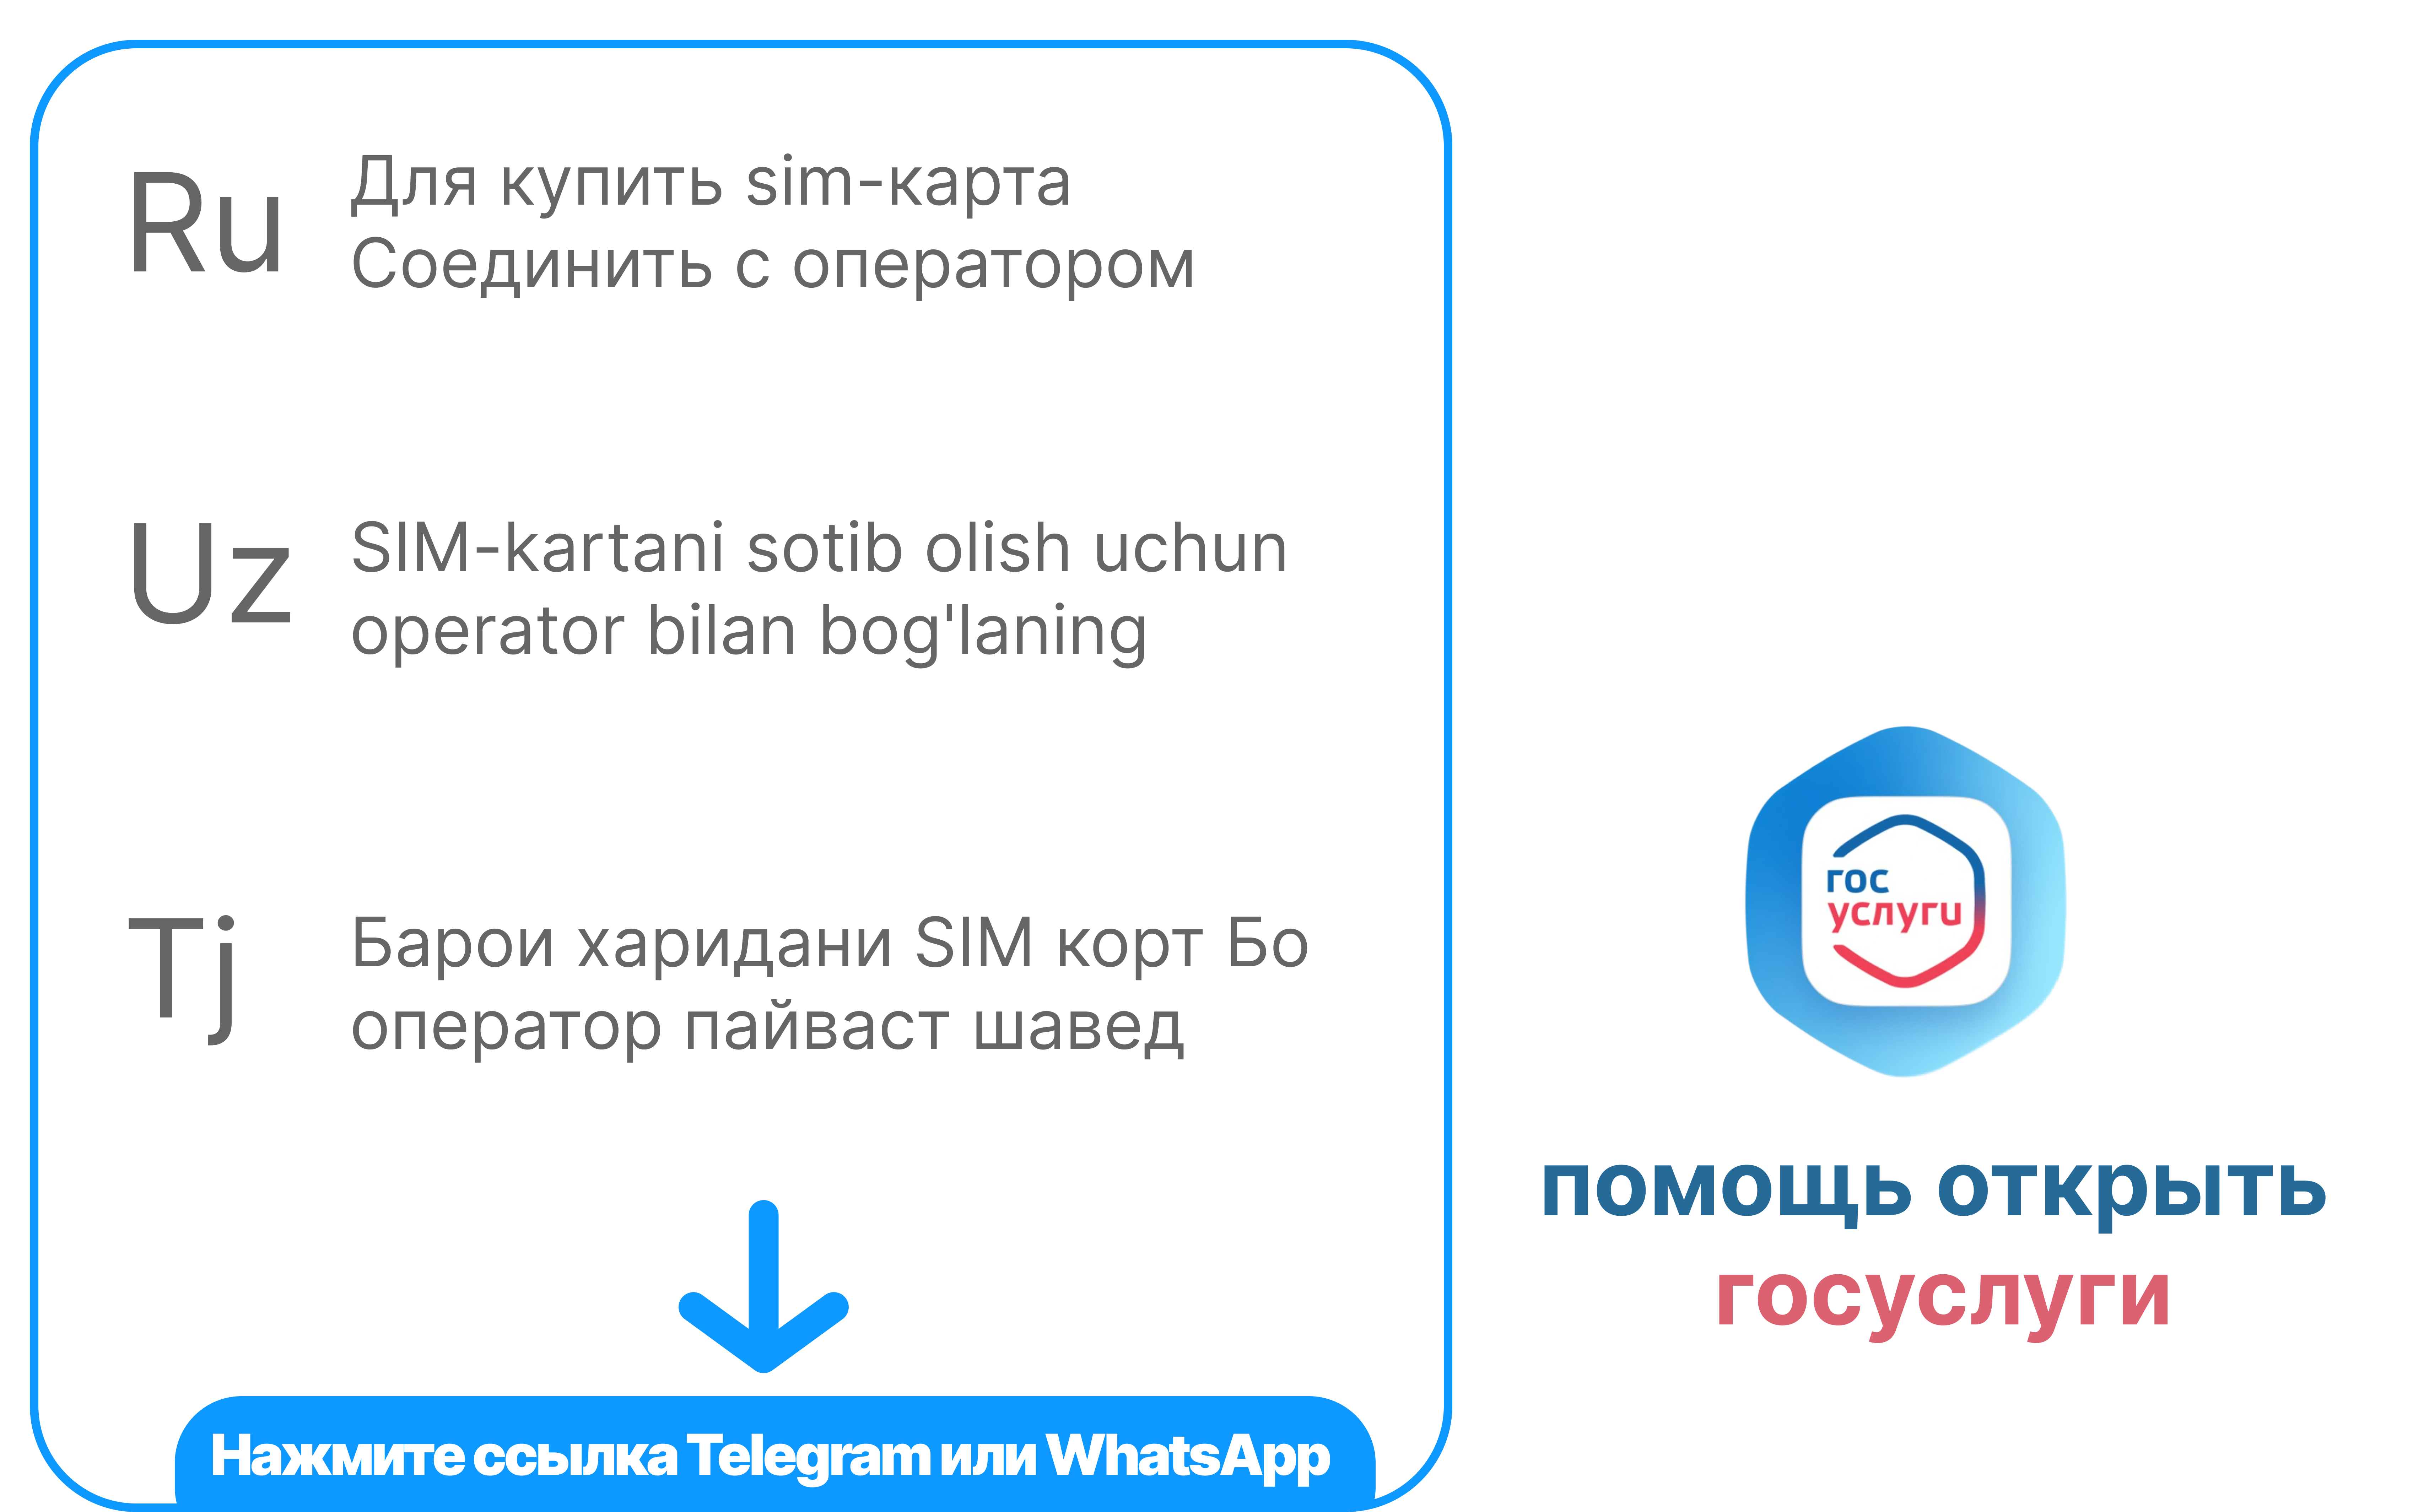 Ru
Для купить sim-карта
Соединить с оператором
Uz
SIM-kartani sotib olish uchun
operator bilan bog'laning
Tj
Барои харидани SIM корт Бо
оператор пайваст шавед
Нажмите ссылка Telegram или WhatsApp
гос
услуги
помощь открыть
госуслуги